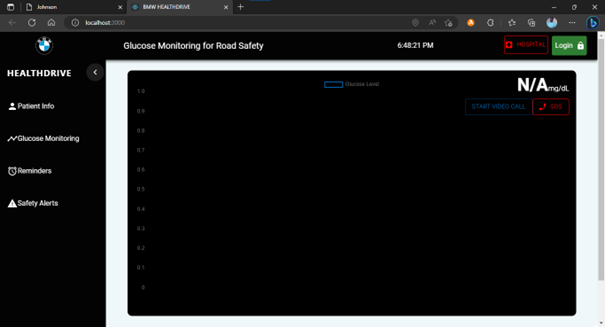 Johnson
BMW HEALTHDRIVE
localhost:3000
Glucose Monitoring for Road Safety
6:48:21 PM
HOSPITAL
Login
HEALTHDRIVE
Patient Info
Glucose Monitoring
Reminders
Safety Alerts
Glucose Level
N/Amg/dL
START VIDEO CALL
SOS
1.0
0.9
0.8
0.7
0.6
0.5
0.4
0.3
0.2
0.1
0